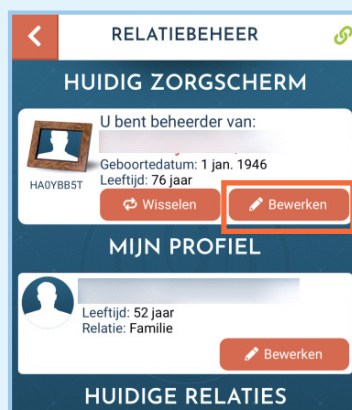 RELATIEBEHEER
HUIDIG ZORGSCHERM
U bent beheerder van:
Geboortedatum: 1 jan. 1946
HA0YBB5T
Leeftijd: 76 jaar
Wisselen
Bewerken
MIJN PROFIEL
Leeftijd: 52 jaar
Relatie: Familie
Bewerken
HUIDIGE RELATIES